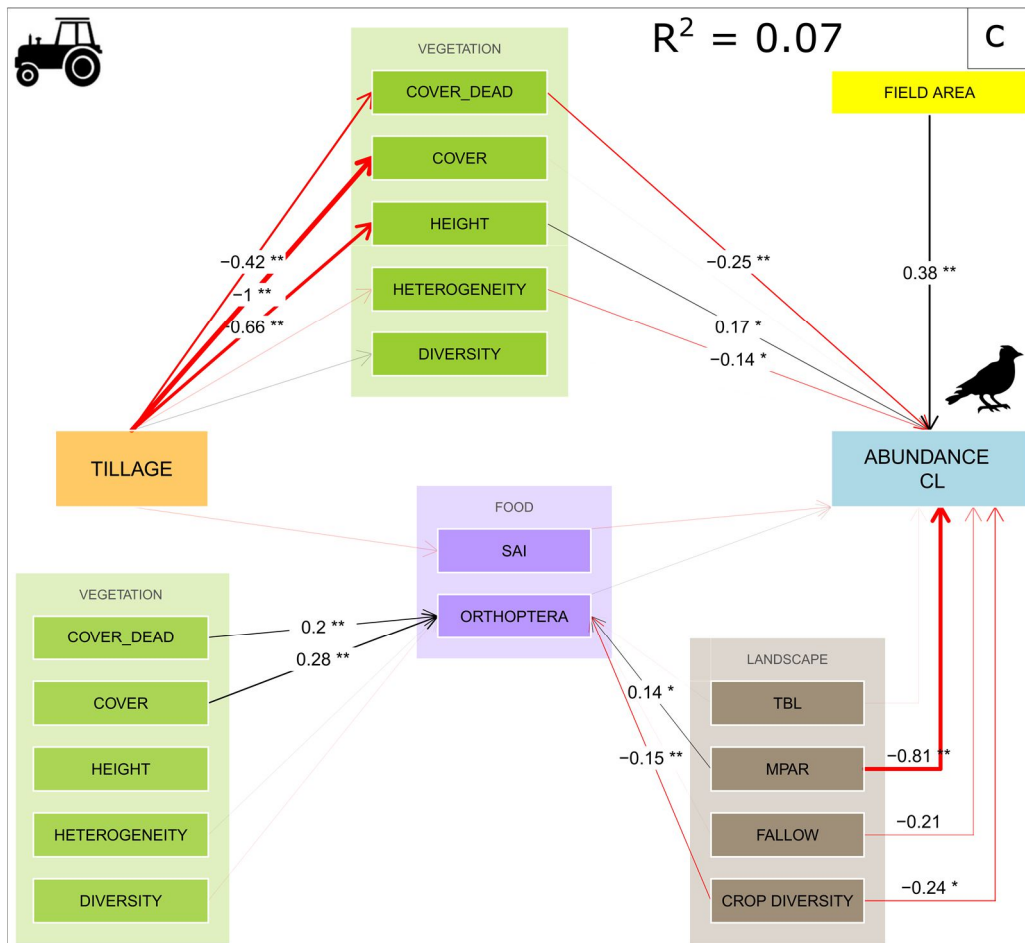 R² = 0.07
C
VEGETATION
COVER_DEAD
COVER
HEIGHT
HETEROGENEITY
DIVERSITY
FIELD AREA
−0.42 **
−1 **
−0.66 **
−0.25 **
0.17 *
−0.14 *
0.38 **
TILLAGE
ABUNDANCE
CL
FOOD
SAI
ORTHOPTERA
VEGETATION
COVER_DEAD
COVER
HEIGHT
HETEROGENEITY
DIVERSITY
0.2 **
0.28 **
0.14 *
−0.15 **
LANDSCAPE
TBL
MPAR
FALLOW
CROP DIVERSITY
−0.81 **
−0.21
−0.24 *